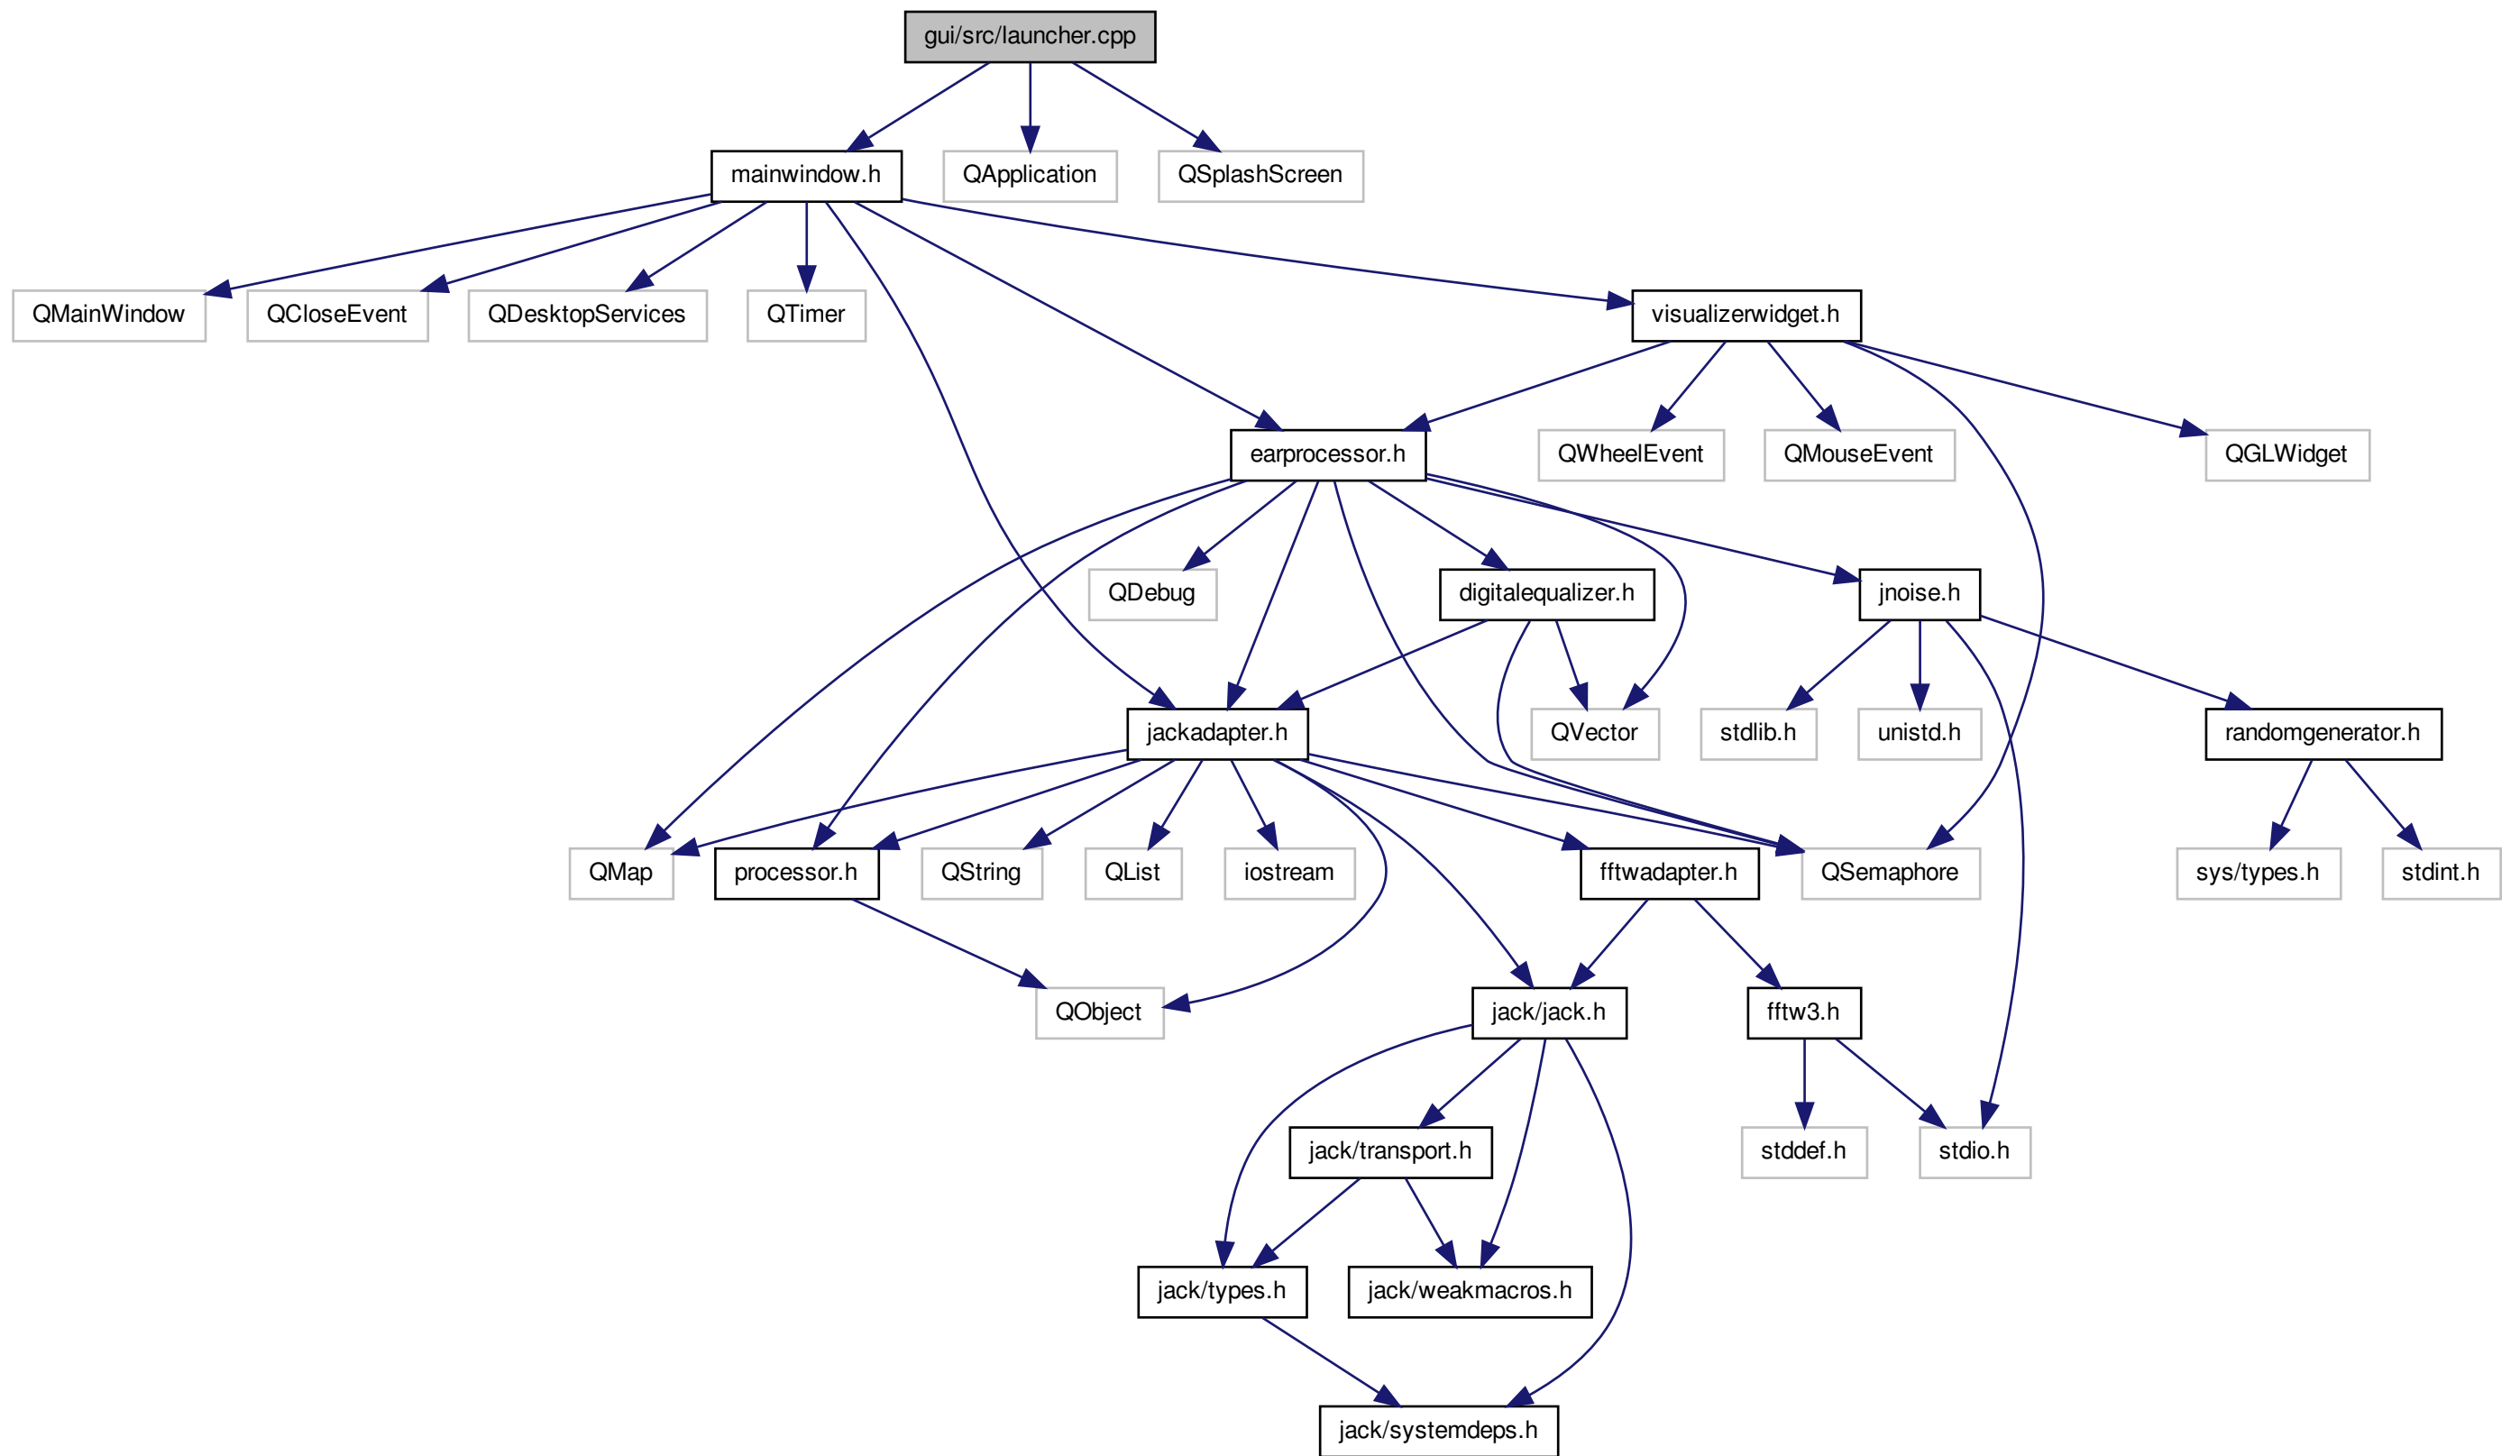 gui/src/launcher.cpp
mainwindow.h
QApplication
QSplashScreen
QMainWindow
QCloseEvent
QDesktopServices
QTimer
visualizerwidget.h
earprocessor.h
QWheelEvent
QMouseEvent
QGLWidget
QDebug
digitalequalizer.h
jnoise.h
jackadapter.h
QVector
stdlib.h
unistd.h
randomgenerator.h
QMap
processor.h
QString
QList
iostream
fftwadapter.h
QSemaphore
sys/types.h
stdint.h
QObject
jack/jack.h
fftw3.h
jack/transport.h
stddef.h
stdio.h
jack/types.h
jack/weakmacros.h
jack/systemdeps.h